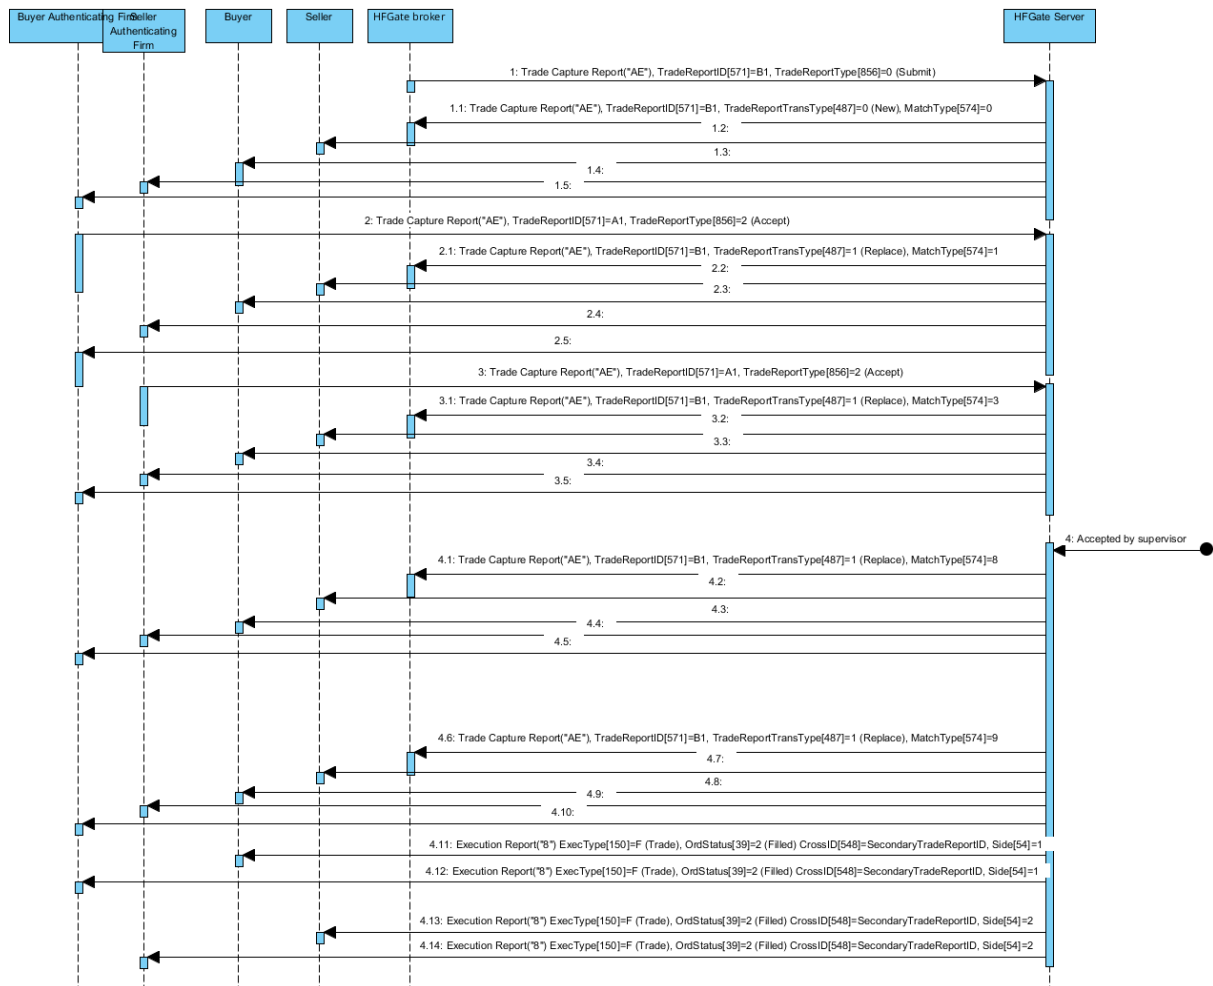 Buyer Authenticating Firm
Seller
Authenticating
Firm
Buyer
Seller
HFGate broker
HFGate Server
1: Trade Capture Report("AE"), TradeReportID[571]=B1, TradeReportType[856]=0 (Submit)
1.1: Trade Capture Report("AE"), TradeReportID[571]=B1, TradeReportTransType[487]=0 (New), MatchType[574]=0
1.2:
1.3:
1.4:
1.5:
2: Trade Capture Report("AE"), TradeReportID[571]=A1, TradeReportType[856]=2 (Accept)
2.1: Trade Capture Report("AE"), TradeReportID[571]=B1, TradeReportTransType[487]=1 (Replace), MatchType[574]=1
2.2:
2.3:
2.4:
2.5:
3: Trade Capture Report("AE"), TradeReportID[571]=A1, TradeReportType[856]=2 (Accept)
3.1: Trade Capture Report("AE"), TradeReportID[571]=B1, TradeReportTransType[487]=1 (Replace), MatchType[574]=3
3.2:
3.3:
3.4:
3.5:
4: Accepted by supervisor
4.1: Trade Capture Report("AE"), TradeReportID[571]=B1, TradeReportTransType[487]=1 (Replace), MatchType[574]=8
4.2:
4.3:
4.4:
4.5:
4.6: Trade Capture Report("AE"), TradeReportID[571]=B1, TradeReportTransType[487]=1 (Replace), MatchType[574]=9
4.7:
4.8:
4.9:
4.10:
4.11: Execution Report("8") ExecType[150]=F (Trade), OrdStatus[39]=2 (Filled) CrossID[548]=SecondaryTradeReportID, Side[54]=1
4.12: Execution Report("8") ExecType[150]=F (Trade), OrdStatus[39]=2 (Filled) CrossID[548]=SecondaryTradeReportID, Side[54]=1
4.13: Execution Report("8") ExecType[150]=F (Trade), OrdStatus[39]=2 (Filled) CrossID[548]=SecondaryTradeReportID, Side[54]=2
4.14: Execution Report("8") ExecType[150]=F (Trade), OrdStatus[39]=2 (Filled) CrossID[548]=SecondaryTradeReportID, Side[54]=2